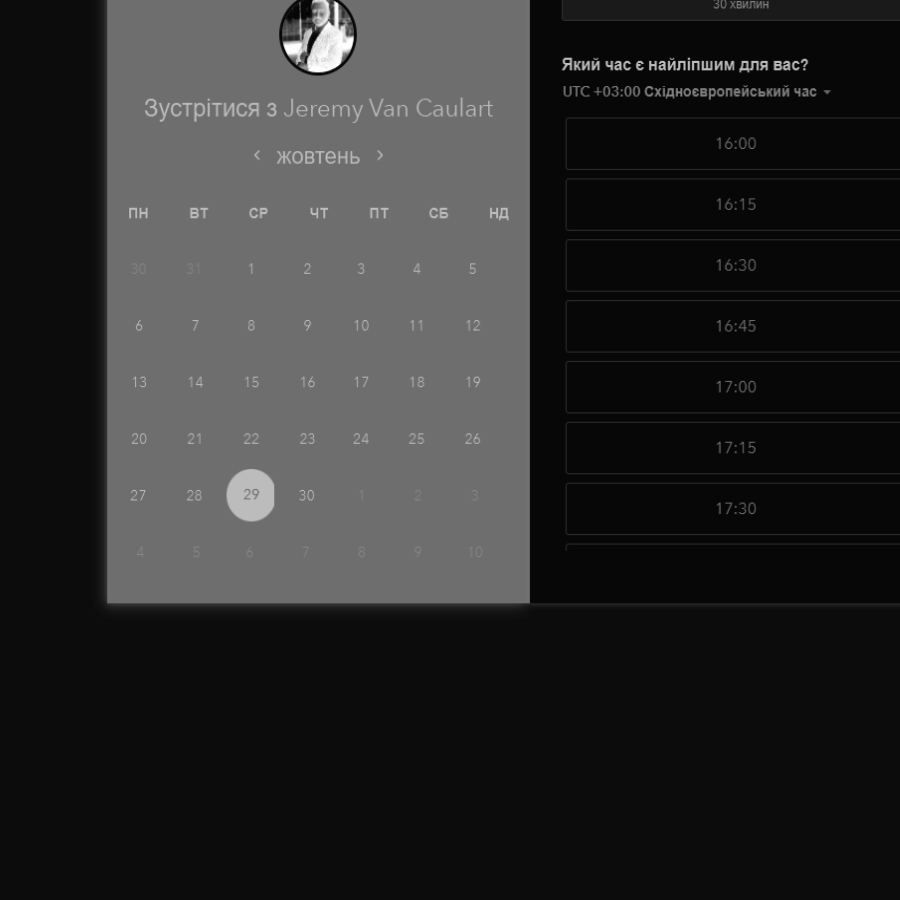 Зустрітися з Jeremy Van Caulart
‹ жовтень ›
ПН ВТ СР ЧТ ПТ СБ НД
30 31 1 2 3 4 5
6 7 8 9 10 11 12
13 14 15 16 17 18 19
20 21 22 23 24 25 26
27 28 29 30 1 2 3
4 5 6 7 8 9 10
30 хвилин
Який час є найліпшим для вас?
UTC +03:00 Східноєвропейський час
16:00
16:15
16:30
16:45
17:00
17:15
17:30